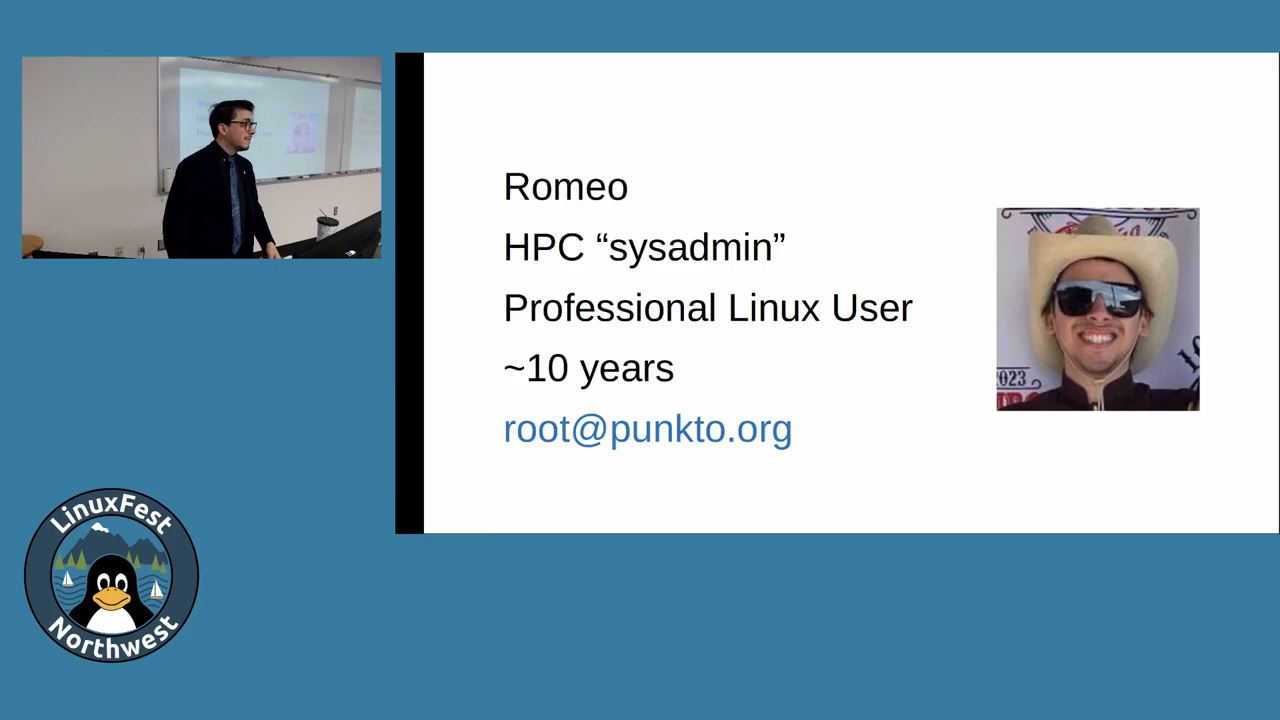 Romeo
HPC “sysadmin”
Professional Linux User
~10 years
root@punkto.org
2023
LinuxFest
Northwest